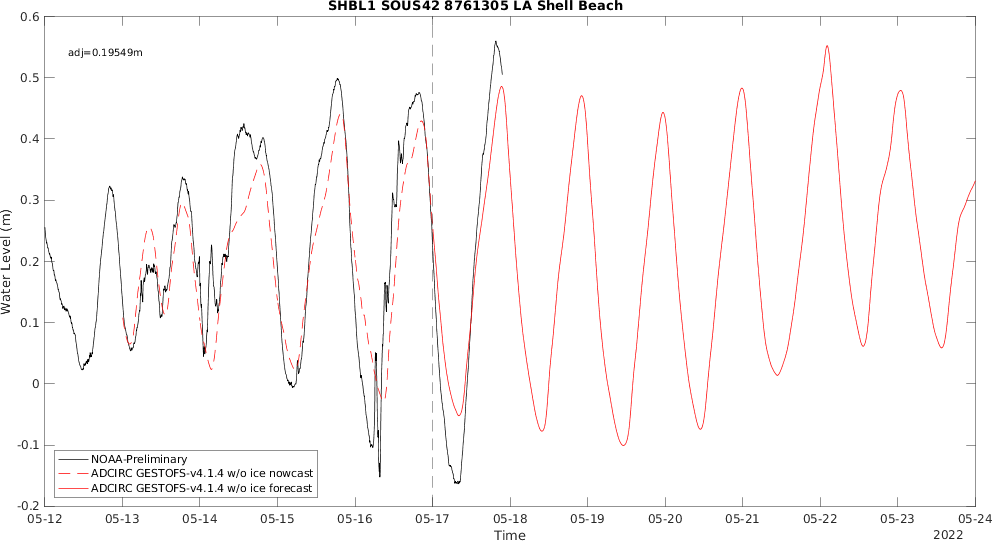 SHBL1 SOUS42 8761305 LA Shell Beach
adj=0.19549m
Water Level (m)
0.6
0.5
0.4
0.3
0.2
0.1
0
-0.1
-0.2
NOAA-Preliminary
ADCIRC GESTOFS-v4.1.4 w/o ice nowcast
ADCIRC GESTOFS-v4.1.4 w/o ice forecast
05-12 05-13 05-14 05-15 05-16 05-17 05-18 05-19 05-20 05-21 05-22 05-23 05-24
Time
2022